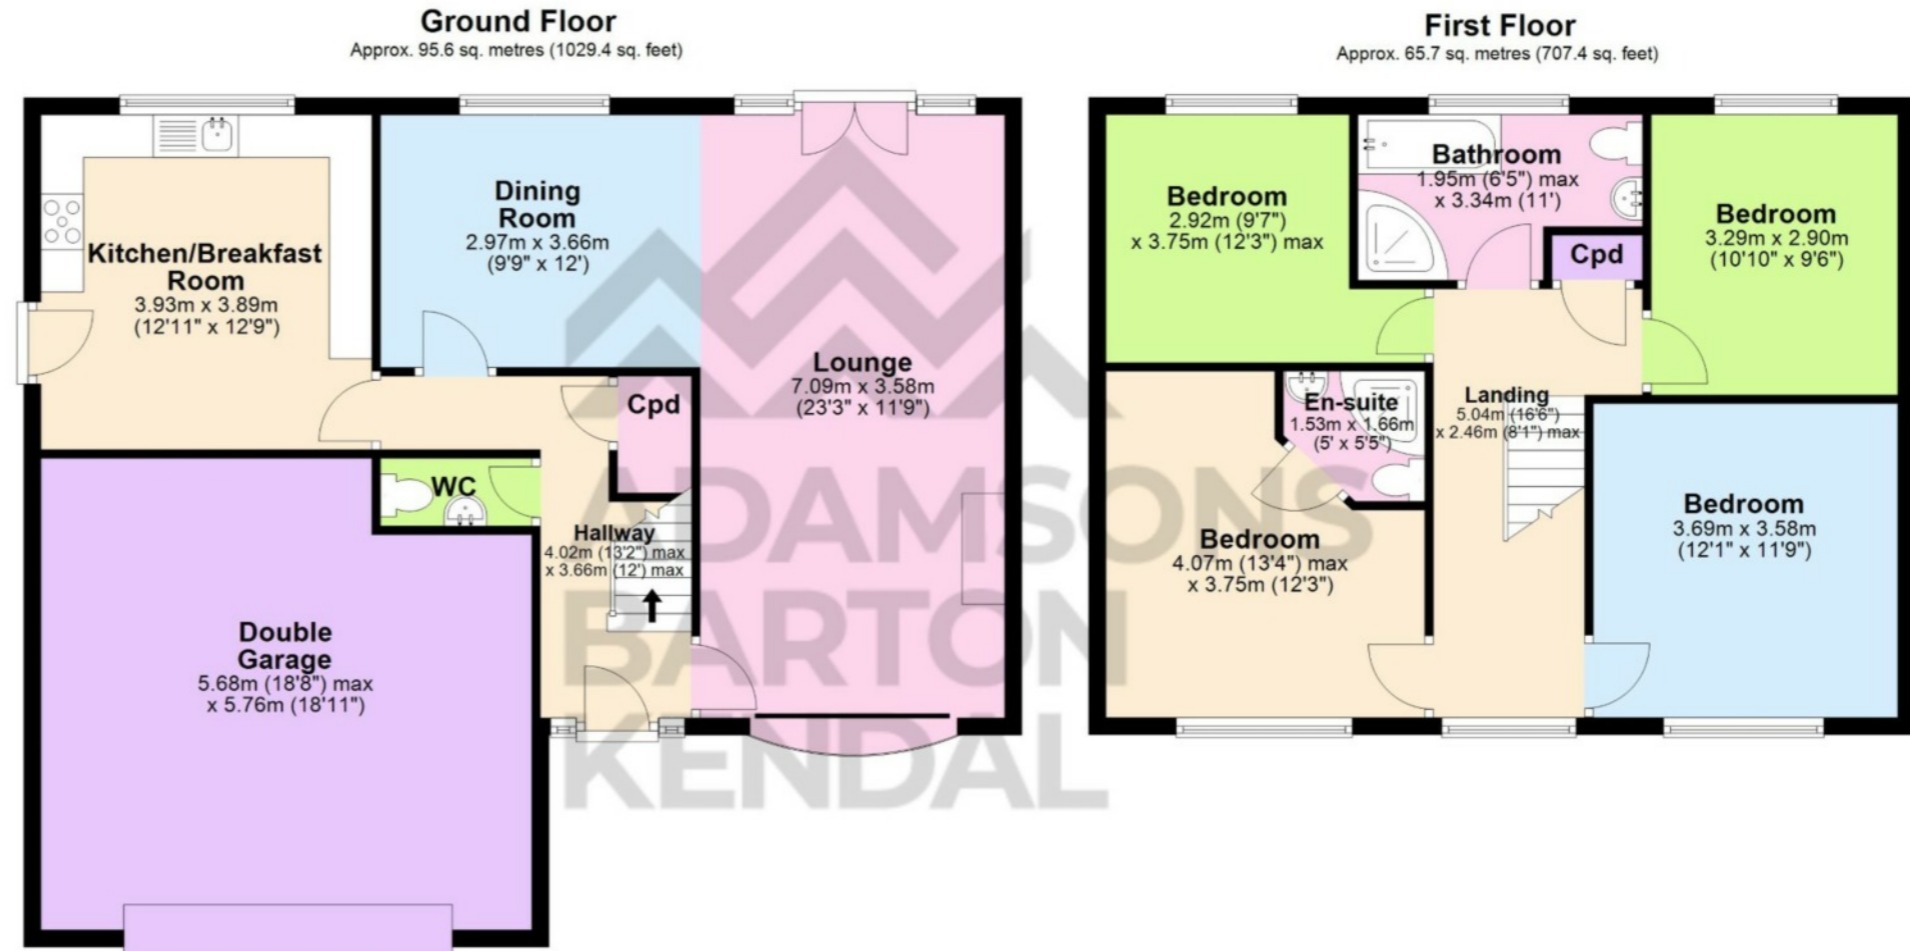 Ground Floor
Approx. 95.6 sq. metres (1029.4 sq. feet)
Kitchen/Breakfast
Room
3.93m x 3.89m
(12'11" x 12'9")
Dining
Room
2.97m x 3.66m
(9'9" x 12')
Lounge
7.09m x 3.58m
(23'3" x 11'9")
Cpd
WC
Hallway
4.02m (13'2") max
x 3.66m (12') max
Double
Garage
5.68m (18'8") max
x 5.76m (18'11")
First Floor
Approx. 65.7 sq. metres (707.4 sq. feet)
Bedroom
2.92m (9'7")
x 3.75m (12'3") max
Bathroom
1.95m (6'5") max
x 3.34m (11')
Cpd
Bedroom
3.29m x 2.90m
(10'10" x 9'6")
En-suite
1.53m x 1.66m
(5' x 5'5")
Landing
5.04m (16'6")
x 2.46m (8'1") max
Bedroom
4.07m (13'4") max
x 3.75m (12'3")
Bedroom
3.69m x 3.58m
(12'1" x 11'9")
ADAMSONS
BARTON
KENDAL